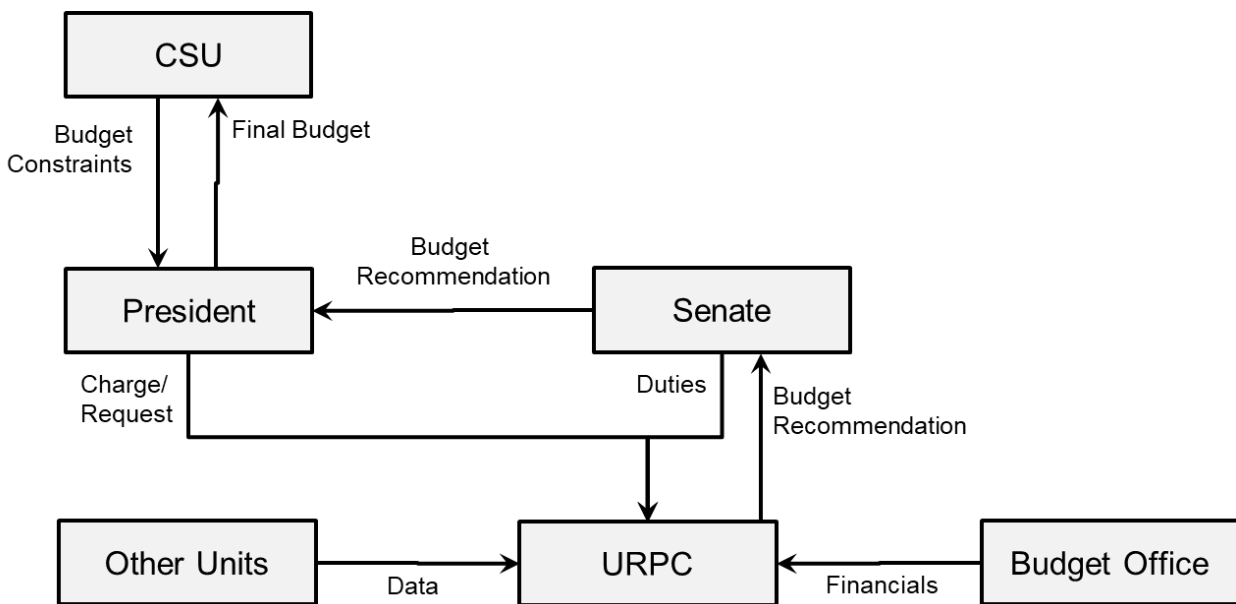 CSU
Budget
Constraints
Final Budget
Budget
Recommendation
President
Senate
Charge/
Request
Duties
Budget
Recommendation
Other Units
URPC
Budget Office
Data
Financials